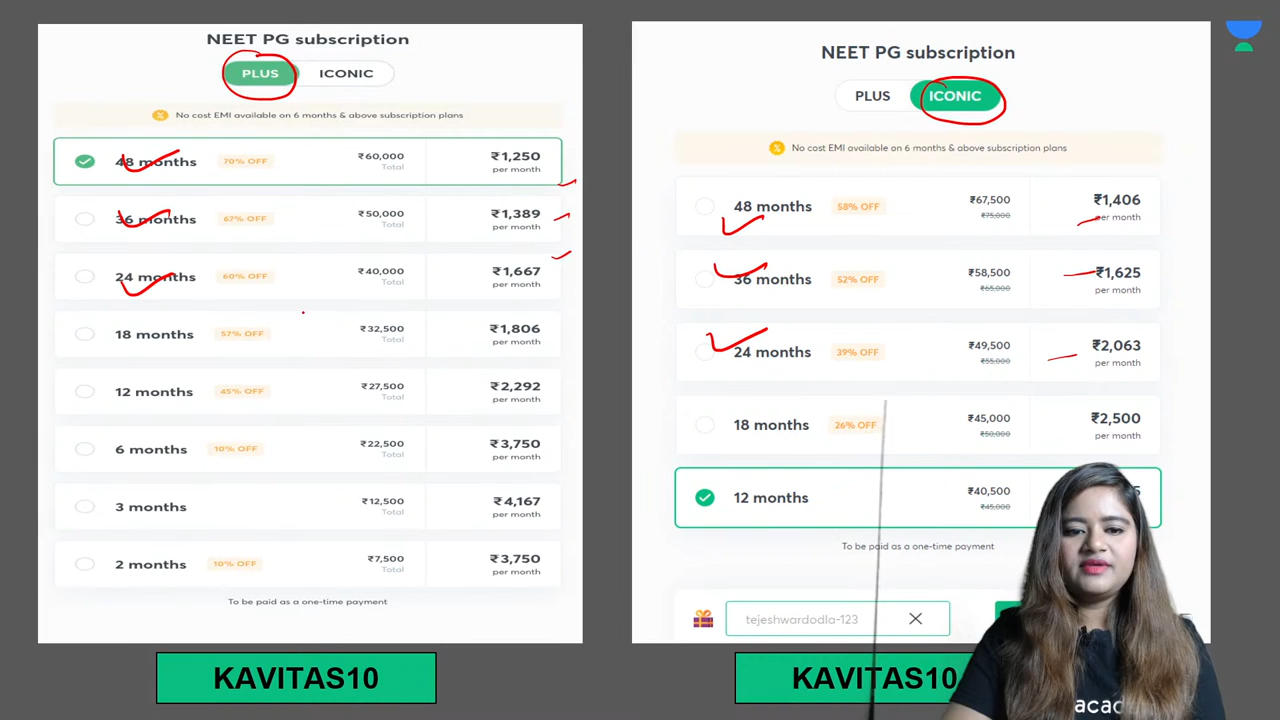 NEET PG subscription
PLUS
ICONIC
No cost EMI available on 6 months & above subscription plans
48 months 70% OFF ₹60,000 ₹1,250
Total per month
36 months 67% OFF ₹50,000 ₹1,389
Total per month
24 months 60% OFF ₹40,000 ₹1,667
Total per month
18 months 57% OFF ₹32,500 ₹1,806
Total per month
12 months 45% OFF ₹27,500 ₹2,292
Total per month
6 months 10% OFF ₹22,500 ₹3,750
Total per month
3 months ₹12,500 ₹4,167
Total per month
2 months 10% OFF ₹7,500 ₹3,750
Total per month
To be paid as a one-time payment
KAVITAS10
NEET PG subscription
PLUS
ICONIC
No cost EMI available on 6 months & above subscription plans
48 months 58% OFF ₹67,500 ₹1,406
₹75,000 per month
36 months 52% OFF ₹58,500 ₹1,625
₹65,000 per month
24 months 39% OFF ₹49,500 ₹2,063
₹55,000 per month
18 months 26% OFF ₹45,000 ₹2,500
₹50,000 per month
12 months ₹40,500
₹45,000
To be paid as a one-time payment
tejeshwardodla-123
KAVITAS10
acad